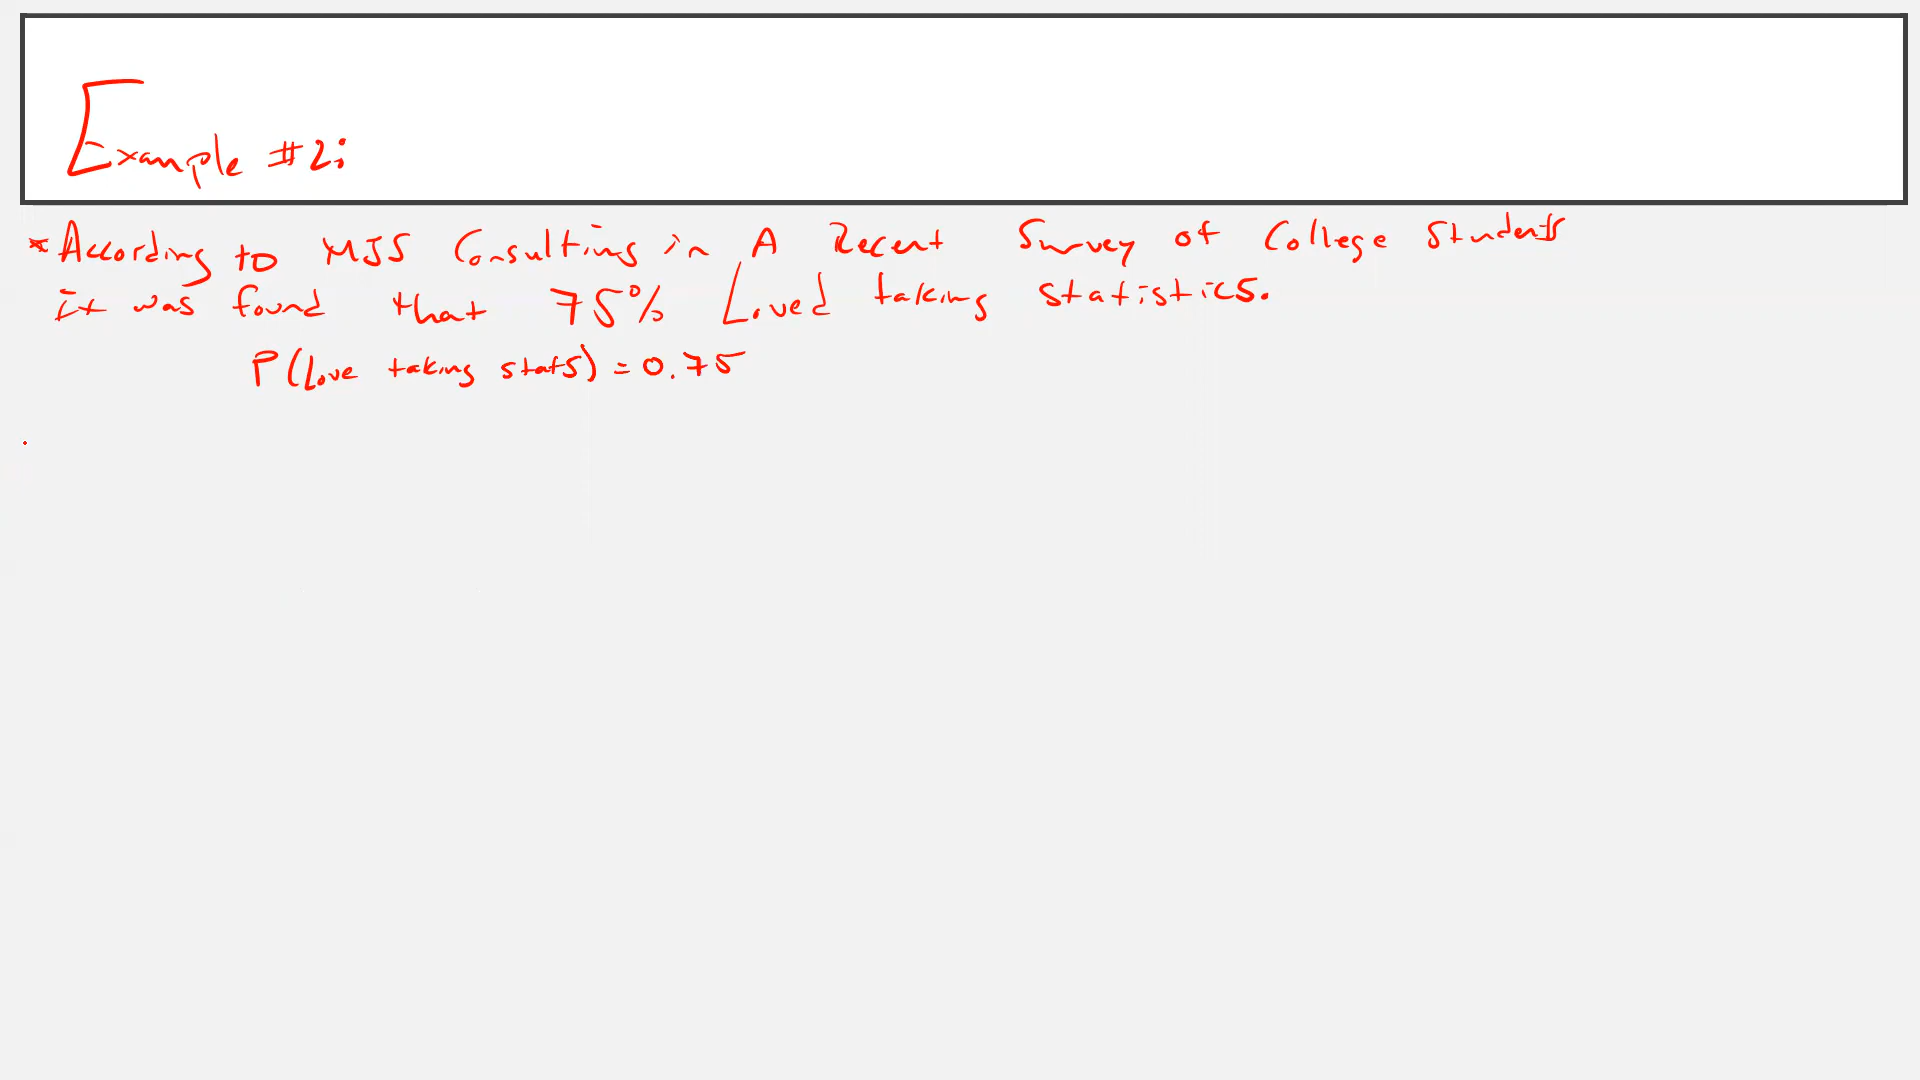 Example #2:
* According to MJS Consulting in A Recent Survey of College Students
it was found that 75% Loved taking statistics.
P(Love taking stats) = 0.75